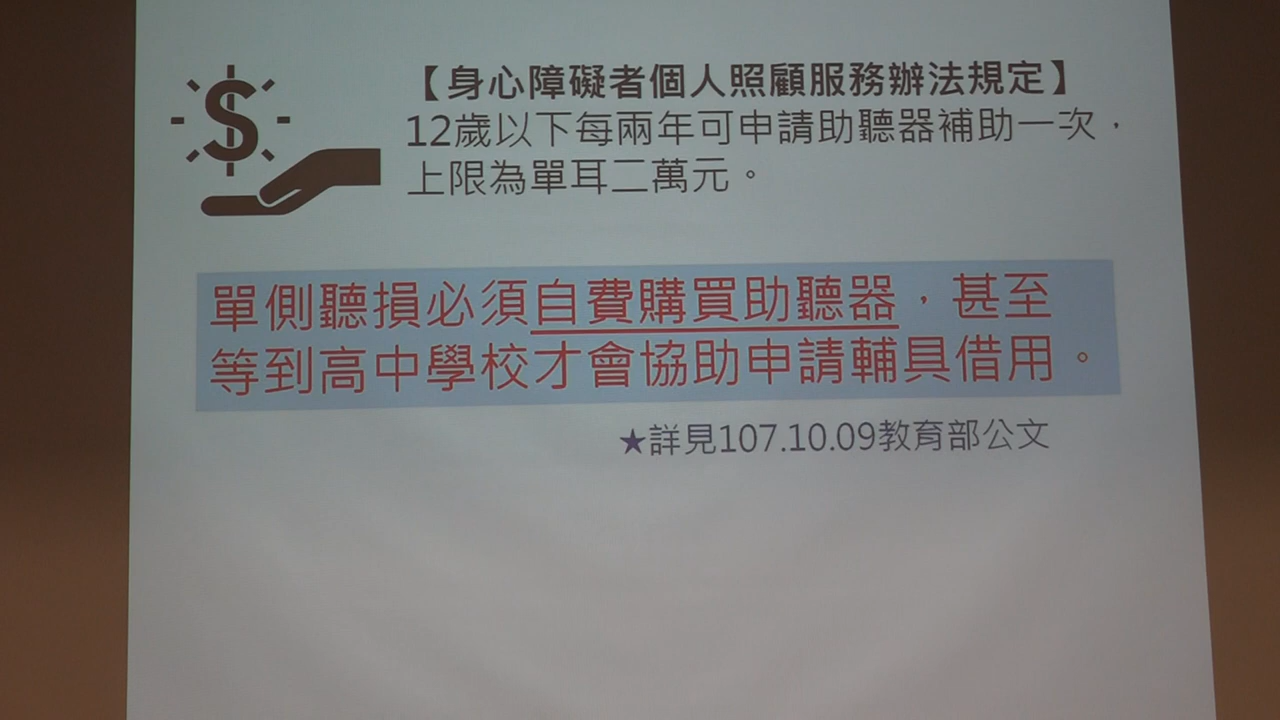 $
【身心障礙者個人照顧服務辦法規定】
12歲以下每兩年可申請助聽器補助一次，
上限為單耳二萬元。
單側聽損必須自費購買助聽器，甚至
等到高中學校才會協助申請輔具借用。
★詳見107.10.09教育部公文